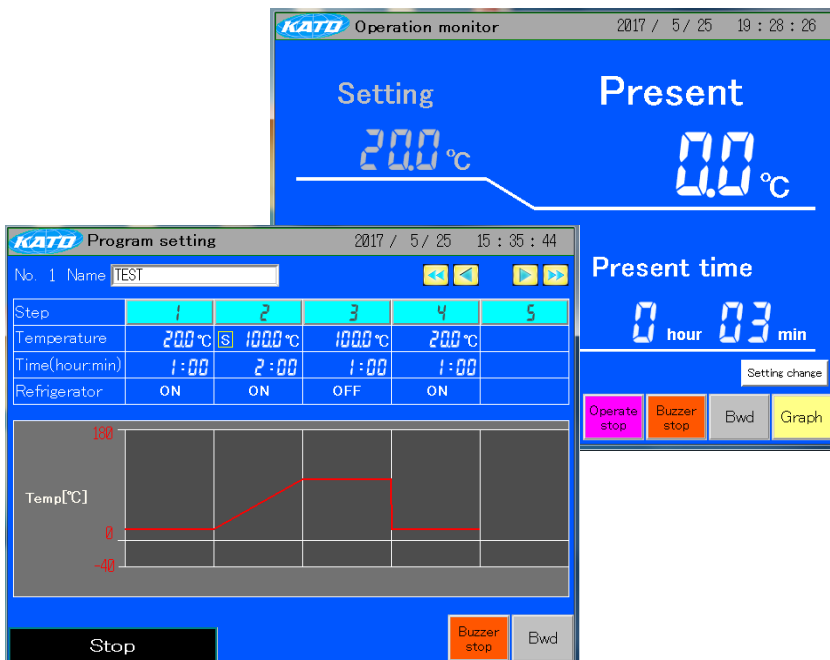 KATO Operation monitor 2017 / 5 / 25 19 : 28 : 26
Setting Present
20.0 ℃ 0.0 ℃
Present time
0 hour 03 min
Setting change
Operate stop Buzzer stop Bwd Graph
KATO Program setting 2017 / 5 / 25 15 : 35 : 44
No. 1 Name TEST
Step 1 2 3 4 5
Temperature 20.0 ℃ S 100.0 ℃ 100.0 ℃ 20.0 ℃
Time(hour:min) 1:00 2:00 1:00 1:00
Refrigerator ON ON OFF ON
180
Temp[℃]
0
-40
Stop Buzzer stop Bwd